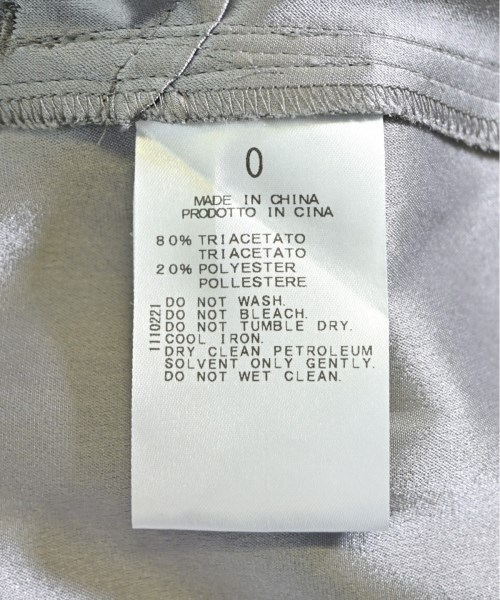 0
MADE IN CHINA
PRODOTTO IN CINA
80% TRIACETATO
TRIACETATO
20% POLYESTER
POLLESTERE
1110221
DO NOT WASH.
DO NOT BLEACH.
DO NOT TUMBLE DRY.
COOL IRON.
DRY CLEAN PETROLEUM
SOLVENT ONLY GENTLY.
DO NOT WET CLEAN.